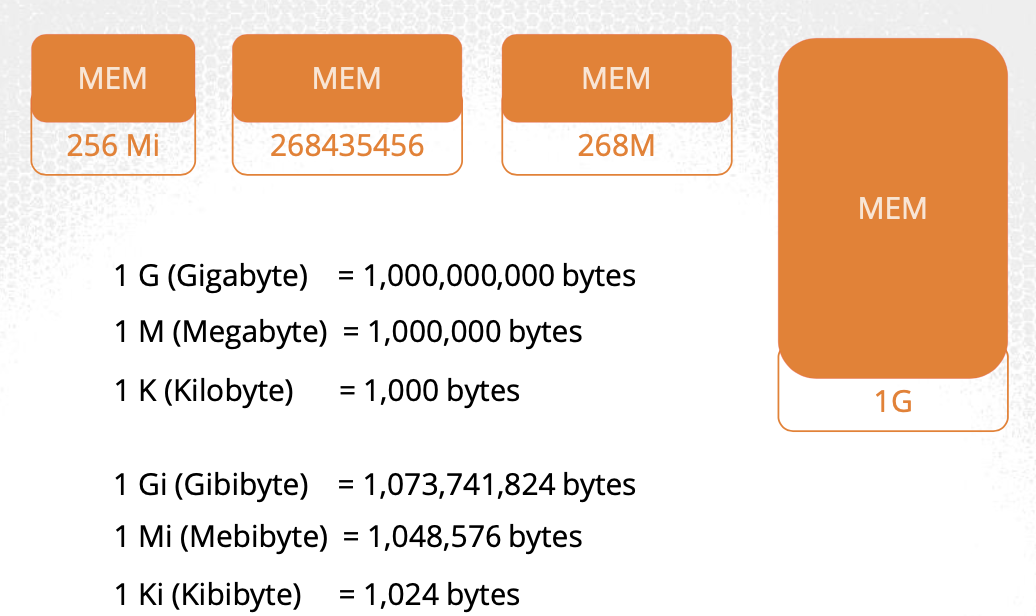 MEM
256 Mi
MEM
268435456
MEM
268M
MEM
1G
1 G (Gigabyte) = 1,000,000,000 bytes
1 M (Megabyte) = 1,000,000 bytes
1 K (Kilobyte) = 1,000 bytes
1 Gi (Gibibyte) = 1,073,741,824 bytes
1 Mi (Mebibyte) = 1,048,576 bytes
1 Ki (Kibibyte) = 1,024 bytes